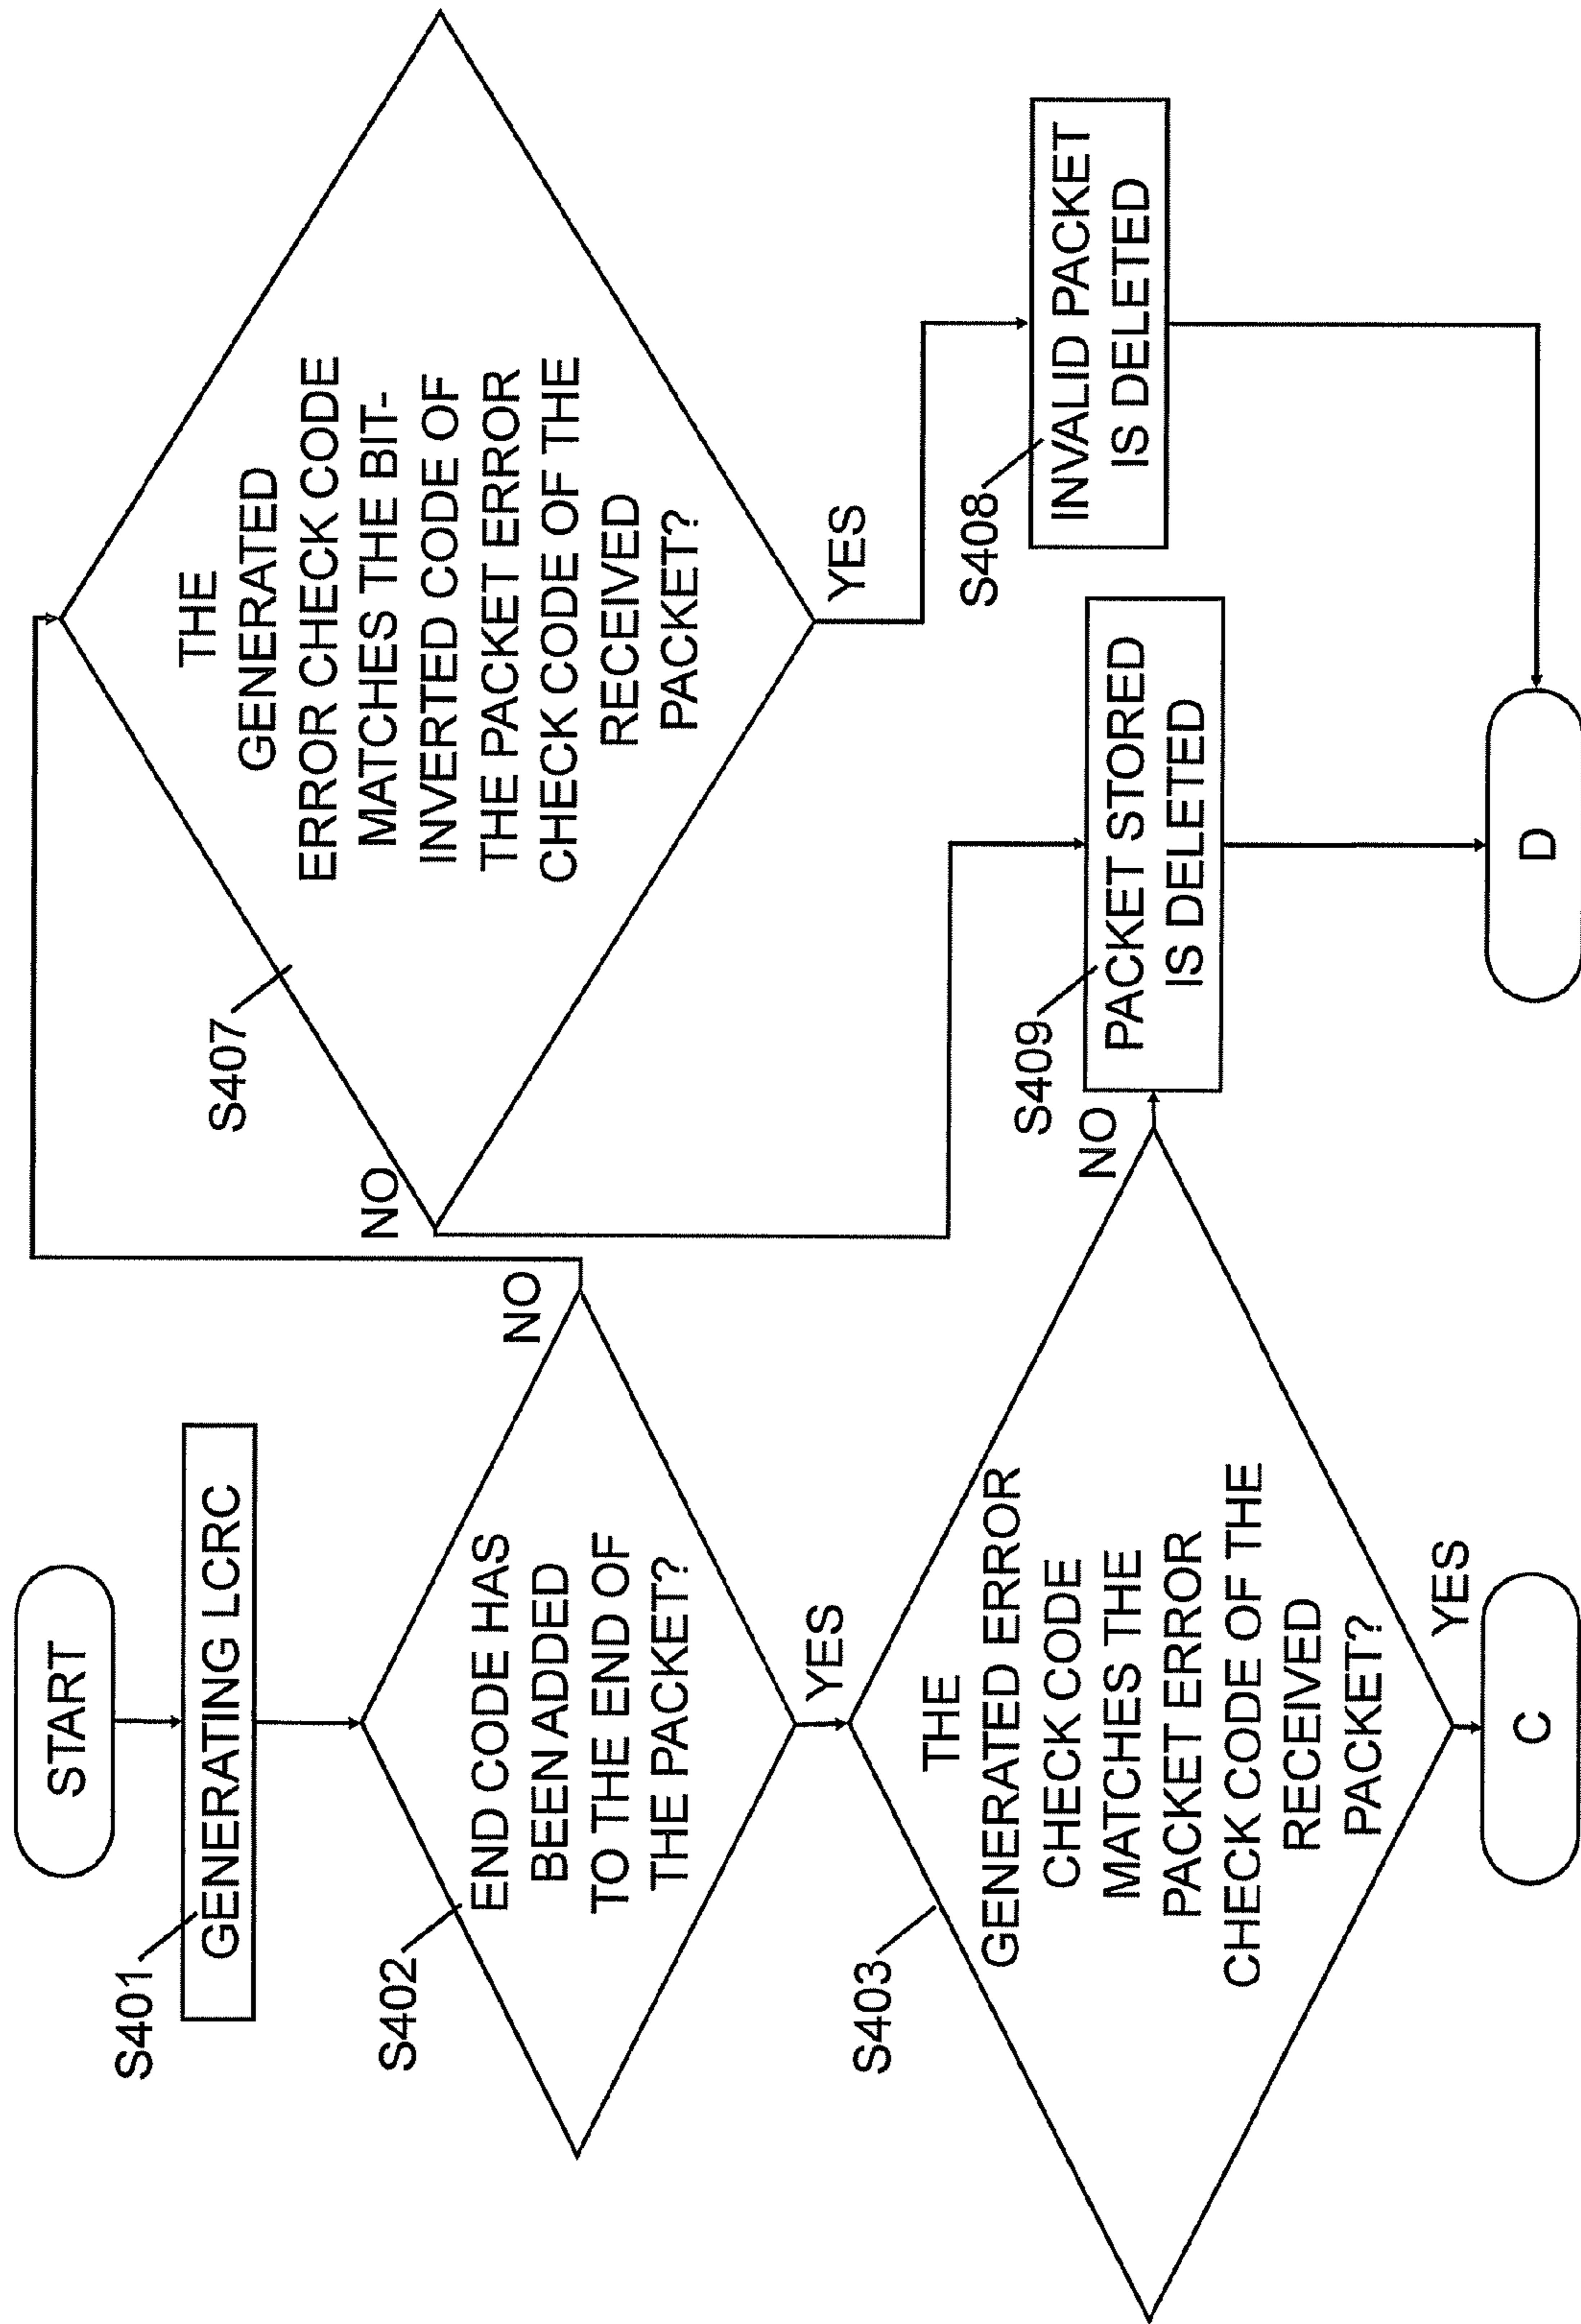 START
S401
GENERATING LCRC
S402
END CODE HAS
BEEN ADDED
TO THE END OF
THE PACKET?
NO
YES
S403
THE
GENERATED ERROR
CHECK CODE
MATCHES THE
PACKET ERROR
CHECK CODE OF THE
RECEIVED
PACKET?
NO
YES
C
S407
THE
GENERATED
ERROR CHECK CODE
MATCHES THE BIT-
INVERTED CODE OF
THE PACKET ERROR
CHECK CODE OF THE
RECEIVED
PACKET?
NO
YES
S409
PACKET STORED
IS DELETED
S408
INVALID PACKET
IS DELETED
D